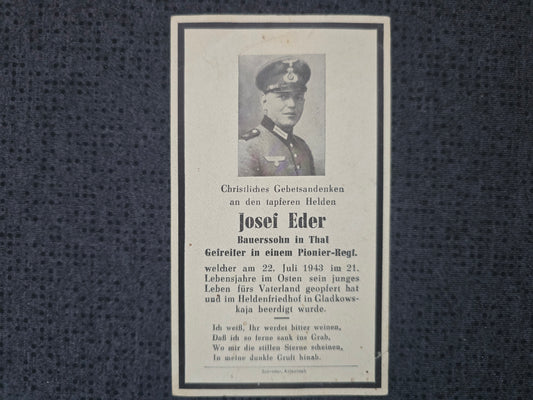 Christliches Gebetsandenken
an den tapferen Helden
Josef Eder
Bauerssohn in Thal
Gefreiter in einem Pionier-Regt.
welcher am 22. Juli 1943 im 21.
Lebensjahre im Osten sein junges
Leben fürs Vaterland geopfert hat
und im Heldenfriedhof in Gladkows-
kaja beerdigt wurde.
Ich weiß, Ihr werdet bitter weinen,
Daß ich so ferne sank ins Grab,
Wo mir die stillen Sterne scheinen,
In meine dunkle Gruft hinab.